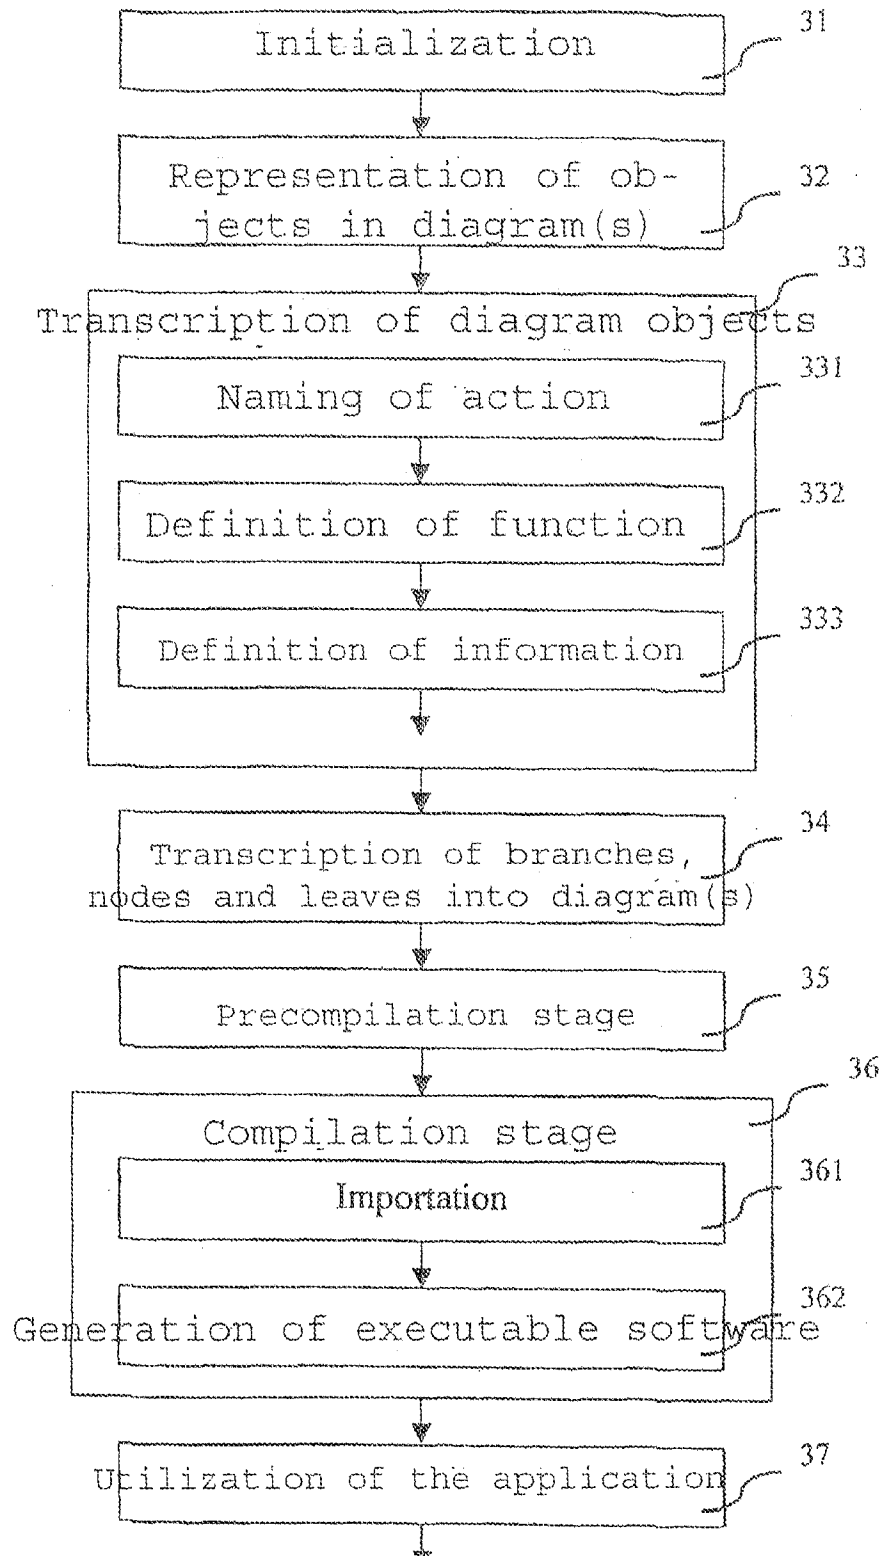 Initialization
31
Representation of ob-
jects in diagram(s)
32
33
Transcription of diagram objects
Naming of action
331
Definition of function
332
Definition of information
333
Transcription of branches,
nodes and leaves into diagram(s)
34
Precompilation stage
35
36
Compilation stage
Importation
361
Generation of executable software
362
Utilization of the application
37